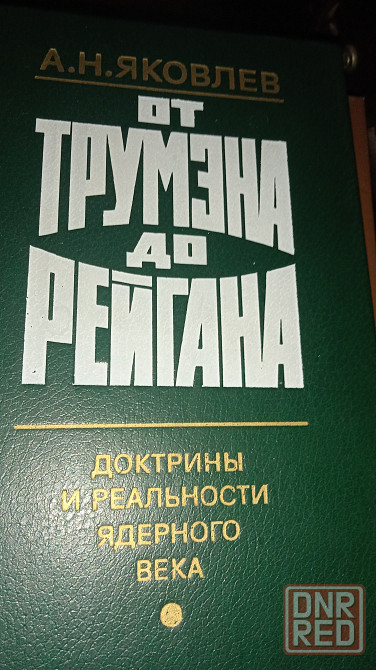 А.Н.ЯКОВЛЕВ
ОТ
ТРУМЭНА
ДО
РЕЙГАНА
ДОКТРИНЫ
И РЕАЛЬНОСТИ
ЯДЕРНОГО
ВЕКА
DNR
RED